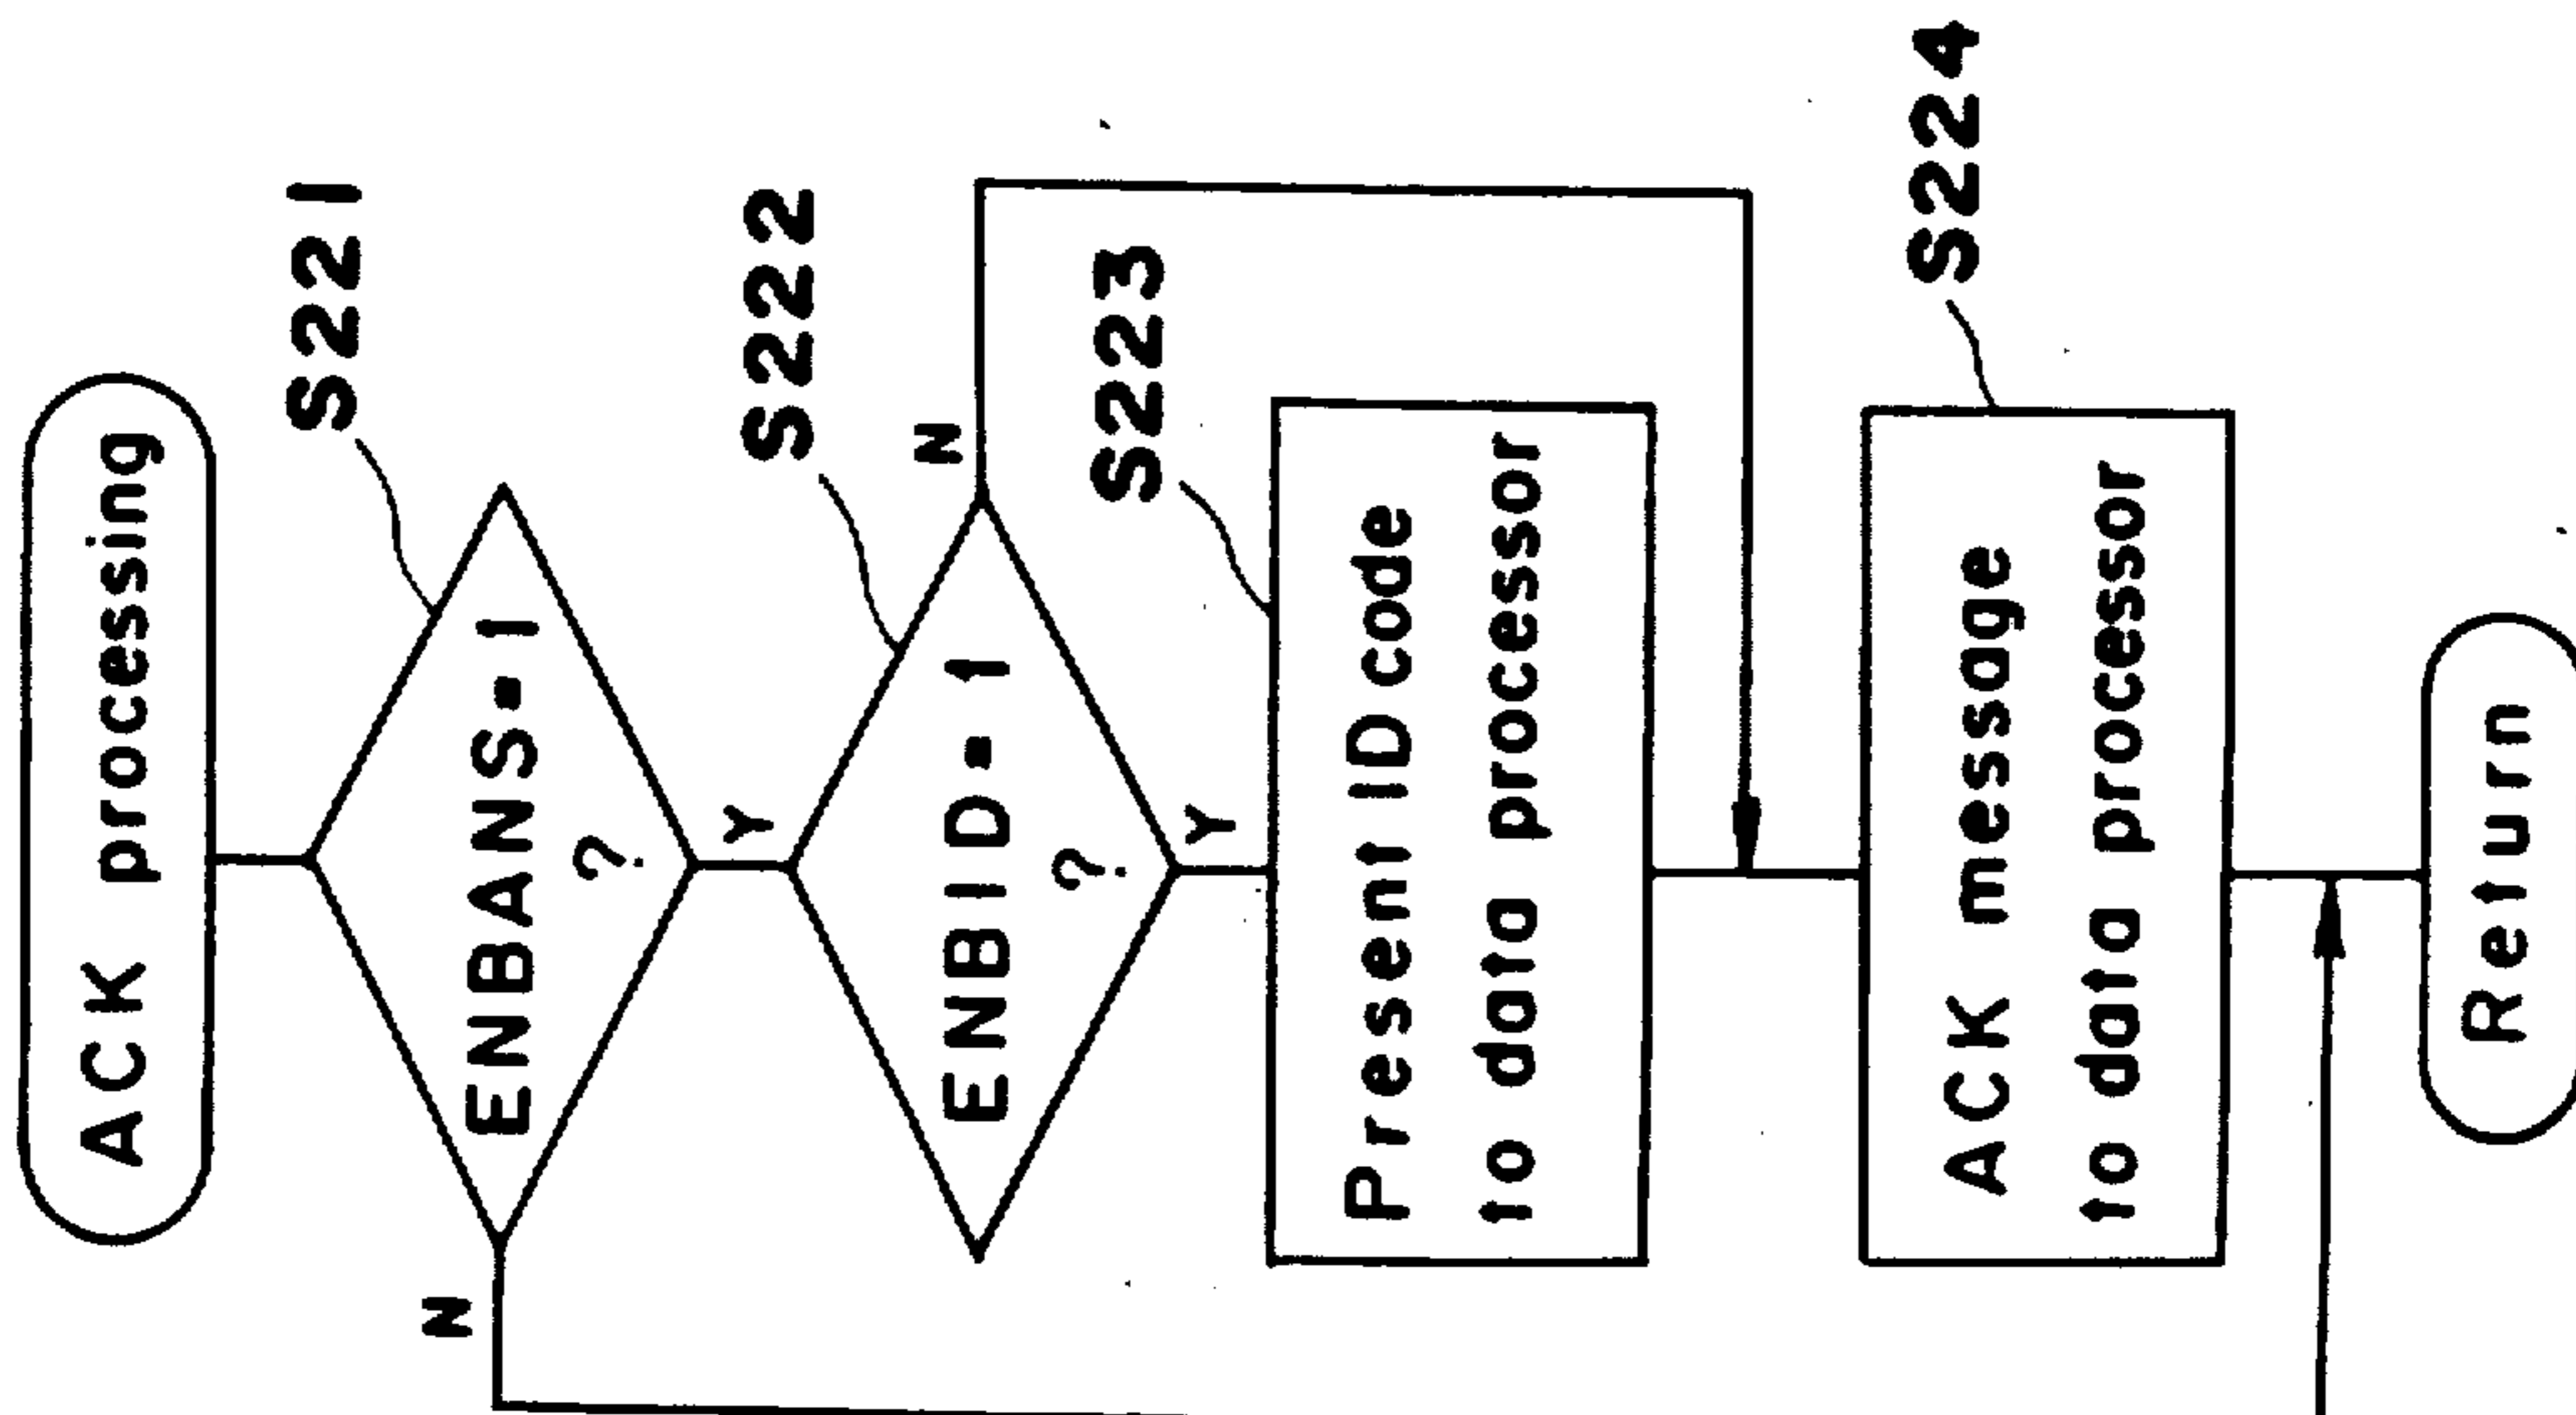 ACK processing
S221
ENBANS=1
?
N
Y
S222
ENBID=1
?
N
Y
S223
Present ID code
to data processor
S224
ACK message
to data processor
Return